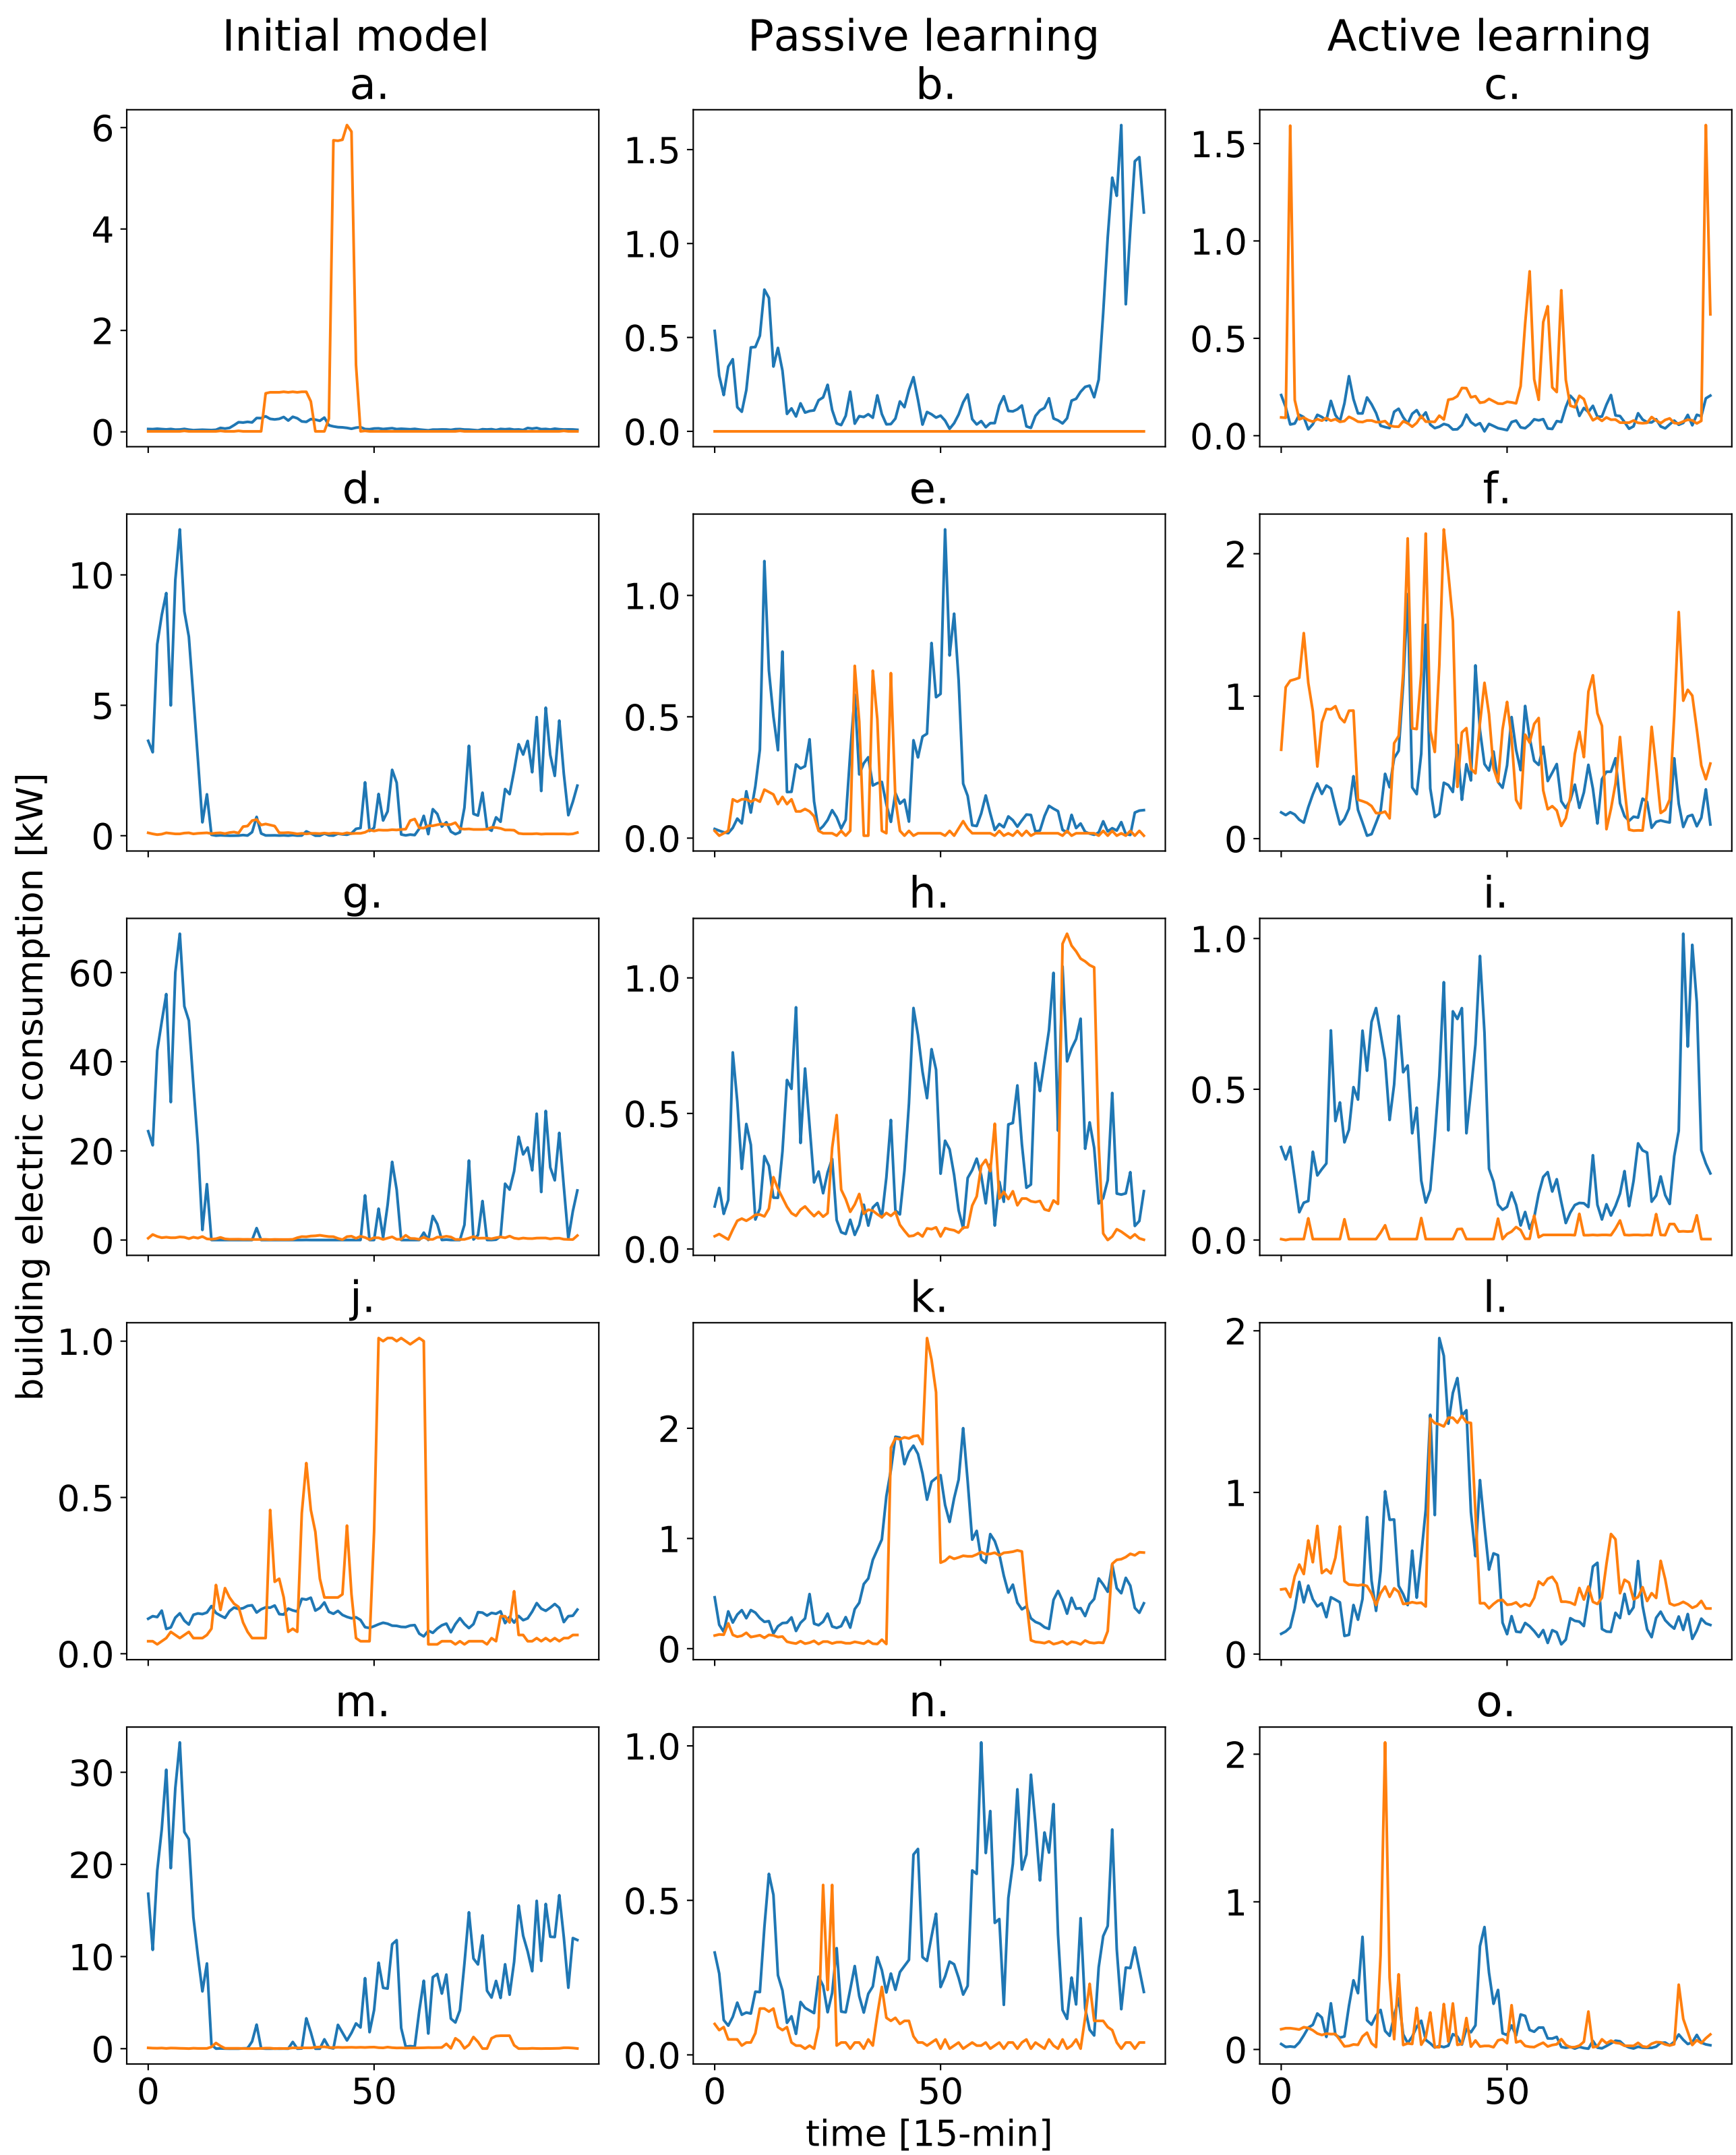 Initial model
Passive learning
Active learning
a.
b.
c.
6
4
2
0
1.5
1.0
0.5
0.0
1.5
1.0
0.5
0.0
d.
e.
f.
10
5
0
1.0
0.5
0.0
2
1
0
g.
h.
i.
60
40
20
0
1.0
0.5
0.0
1.0
0.5
0.0
j.
k.
l.
1.0
0.5
0.0
2
1
0
2
1
0
m.
n.
o.
30
20
10
0
1.0
0.5
0.0
2
1
0
0 50
0 50
0 50
building electric consumption [kW]
time [15-min]